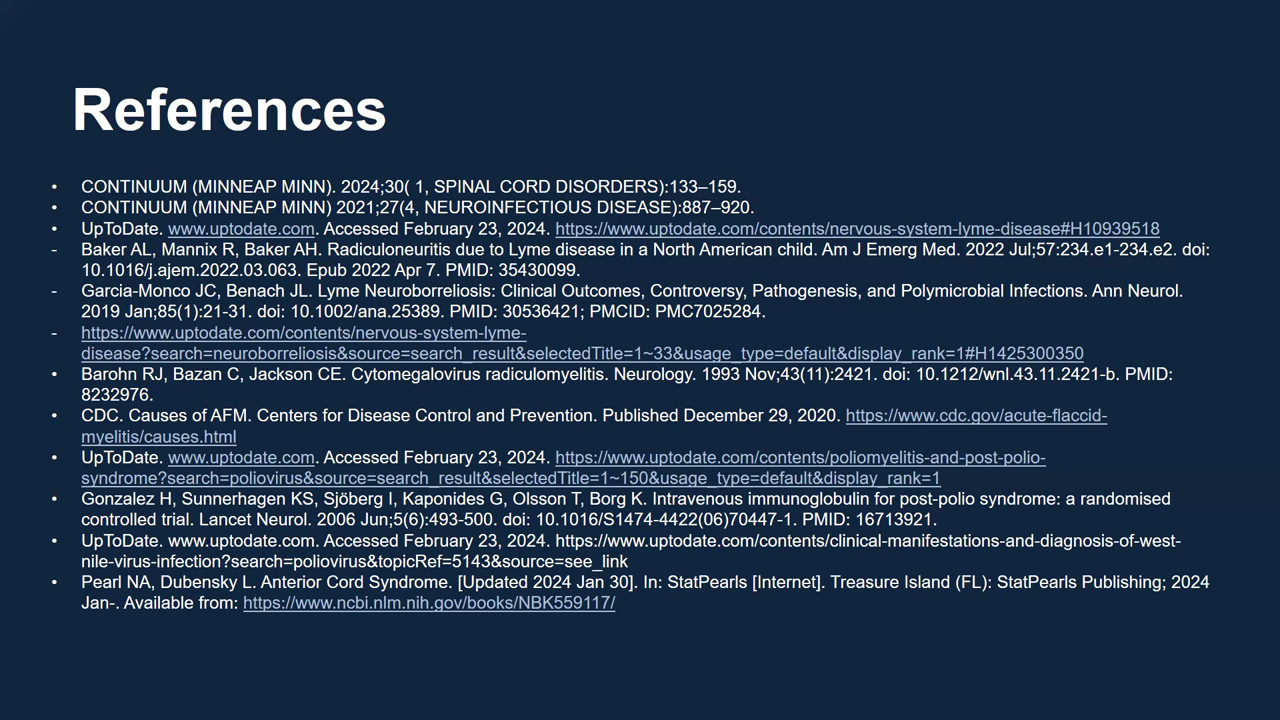 References
• CONTINUUM (MINNEAP MINN). 2024;30( 1, SPINAL CORD DISORDERS):133–159.
• CONTINUUM (MINNEAP MINN) 2021;27(4, NEUROINFECTIOUS DISEASE):887–920.
• UpToDate. www.uptodate.com. Accessed February 23, 2024. https://www.uptodate.com/contents/nervous-system-lyme-disease#H10939518
- Baker AL, Mannix R, Baker AH. Radiculoneuritis due to Lyme disease in a North American child. Am J Emerg Med. 2022 Jul;57:234.e1-234.e2. doi:
10.1016/j.ajem.2022.03.063. Epub 2022 Apr 7. PMID: 35430099.
- Garcia-Monco JC, Benach JL. Lyme Neuroborreliosis: Clinical Outcomes, Controversy, Pathogenesis, and Polymicrobial Infections. Ann Neurol.
2019 Jan;85(1):21-31. doi: 10.1002/ana.25389. PMID: 30536421; PMCID: PMC7025284.
- https://www.uptodate.com/contents/nervous-system-lyme-
disease?search=neuroborreliosis&source=search_result&selectedTitle=1~33&usage_type=default&display_rank=1#H1425300350
• Barohn RJ, Bazan C, Jackson CE. Cytomegalovirus radiculomyelitis. Neurology. 1993 Nov;43(11):2421. doi: 10.1212/wnl.43.11.2421-b. PMID:
8232976.
• CDC. Causes of AFM. Centers for Disease Control and Prevention. Published December 29, 2020. https://www.cdc.gov/acute-flaccid-
myelitis/causes.html
• UpToDate. www.uptodate.com. Accessed February 23, 2024. https://www.uptodate.com/contents/poliomyelitis-and-post-polio-
syndrome?search=poliovirus&source=search_result&selectedTitle=1~150&usage_type=default&display_rank=1
• Gonzalez H, Sunnerhagen KS, Sjöberg I, Kaponides G, Olsson T, Borg K. Intravenous immunoglobulin for post-polio syndrome: a randomised
controlled trial. Lancet Neurol. 2006 Jun;5(6):493-500. doi: 10.1016/S1474-4422(06)70447-1. PMID: 16713921.
• UpToDate. www.uptodate.com. Accessed February 23, 2024. https://www.uptodate.com/contents/clinical-manifestations-and-diagnosis-of-west-
nile-virus-infection?search=poliovirus&topicRef=5143&source=see_link
• Pearl NA, Dubensky L. Anterior Cord Syndrome. [Updated 2024 Jan 30]. In: StatPearls [Internet]. Treasure Island (FL): StatPearls Publishing; 2024
Jan-. Available from: https://www.ncbi.nlm.nih.gov/books/NBK559117/